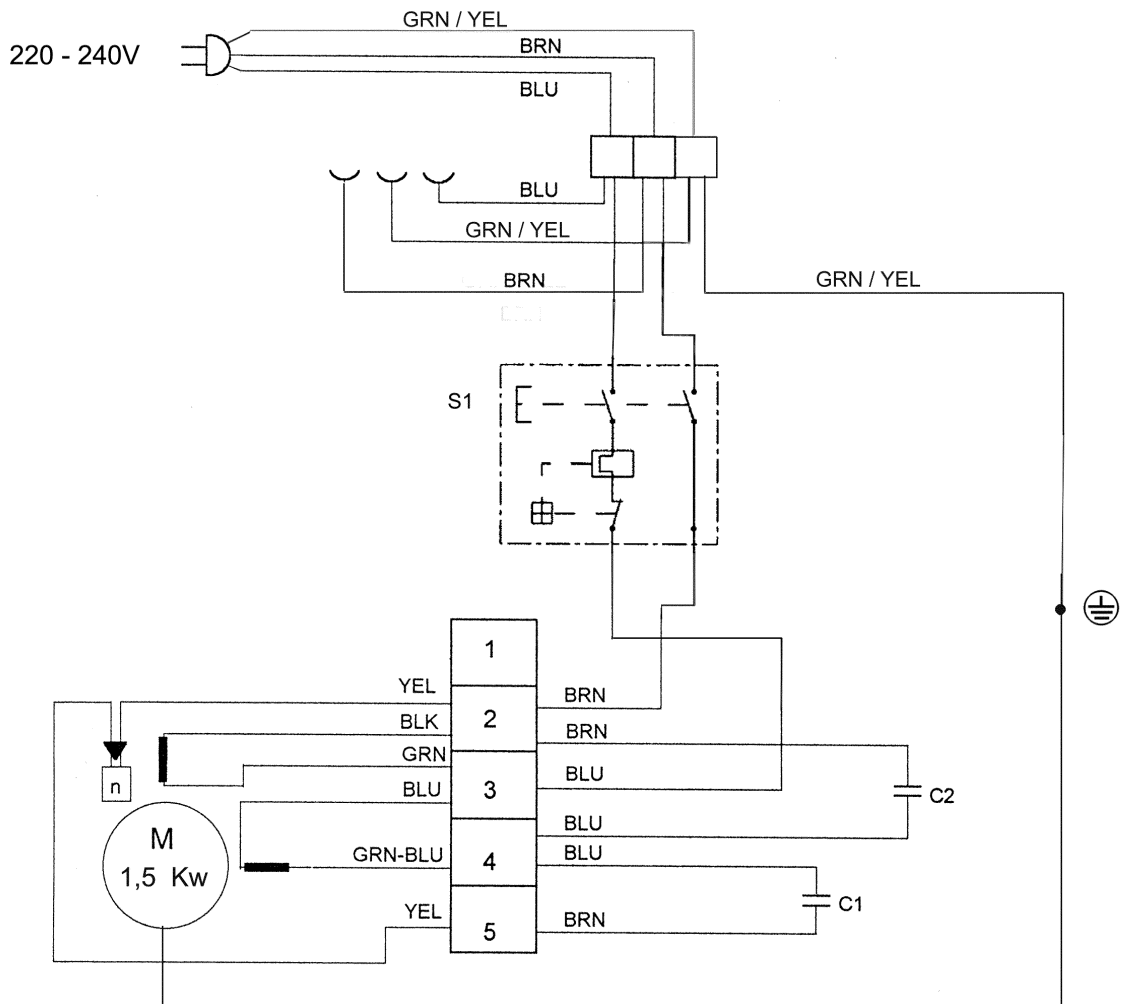 GRN / YEL
220 - 240V
BRN
BLU
BLU
GRN / YEL
BRN
GRN / YEL
S1
1
YEL
BRN
2
BLK
BRN
GRN
n
BLU
3
BLU
C2
M
BLU
GRN-BLU
4
BLU
1,5 Kw
C1
YEL
BRN
5